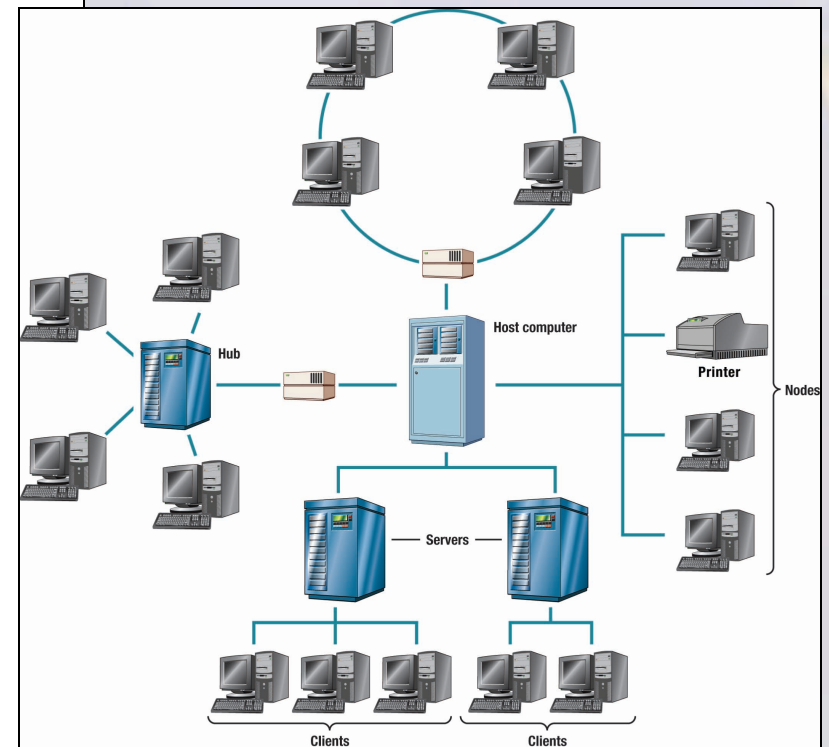 Host computer
Hub
Printer
Nodes
Servers
Clients
Clients